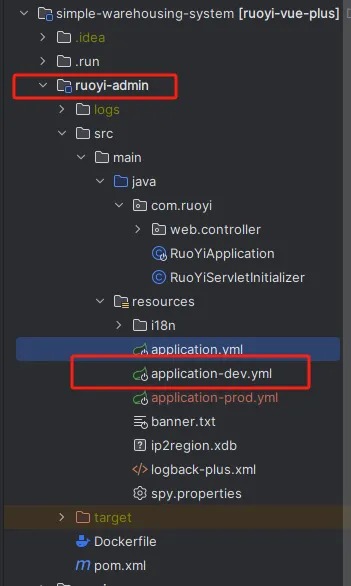 simple-warehousing-system [ruoyi-vue-plus]
.idea
.run
ruoyi-admin
logs
src
main
java
com.ruoyi
web.controller
RuoYiApplication
RuoYiServletInitializer
resources
i18n
application.yml
application-dev.yml
application-prod.yml
banner.txt
ip2region.xdb
logback-plus.xml
spy.properties
target
Dockerfile
pom.xml